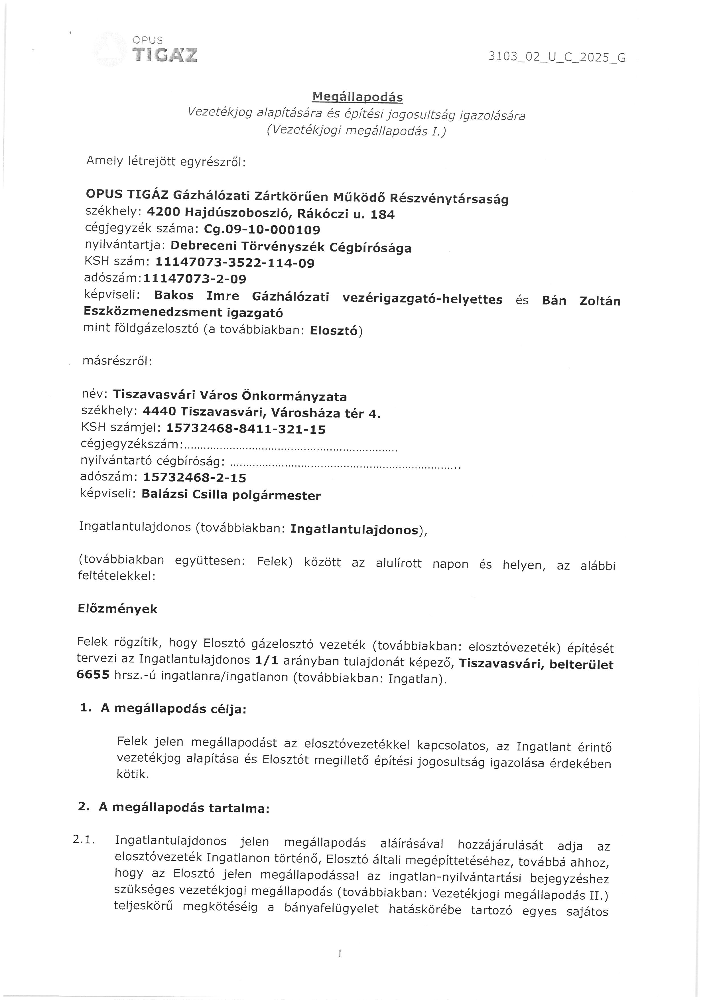 OPUS
TIGÁZ
3103_02_U_C_2025_G
Megállapodás
Vezetékjog alapítására és építési jogosultság igazolására
(Vezetékjogi megállapodás I.)
Amely létrejött egyrészről:
OPUS TIGÁZ Gázhálózati Zártkörűen Működő Részvénytársaság
székhely: 4200 Hajdúszoboszló, Rákóczi u. 184
cégjegyzék száma: Cg.09-10-000109
nyilvántartja: Debreceni Törvényszék Cégbírósága
KSH szám: 11147073-3522-114-09
adószám:11147073-2-09
képviseli: Bakos Imre Gázhálózati vezérigazgató-helyettes és Bán Zoltán
Eszközmenedzsment igazgató
mint földgázelosztó (a továbbiakban: Elosztó)
másrészről:
név: Tiszavasvári Város Önkormányzata
székhely: 4440 Tiszavasvári, Városháza tér 4.
KSH számjel: 15732468-8411-321-15
cégjegyzékszám:..................................................................
nyilvántartó cégbíróság: ........................................................................
adószám: 15732468-2-15
képviseli: Balázsi Csilla polgármester
Ingatlantulajdonos (továbbiakban: Ingatlantulajdonos),
(továbbiakban együttesen: Felek) között az alulírott napon és helyen, az alábbi
feltételekkel:
Előzmények
Felek rögzítik, hogy Elosztó gázelosztó vezeték (továbbiakban: elosztóvezeték) építését
tervezi az Ingatlantulajdonos 1/1 arányban tulajdonát képező, Tiszavasvári, belterület
6655 hrsz.-ú ingatlanra/ingatlanon (továbbiakban: Ingatlan).
1. A megállapodás célja:
Felek jelen megállapodást az elosztóvezetékkel kapcsolatos, az Ingatlant érintő
vezetékjog alapítása és Elosztót megillető építési jogosultság igazolása érdekében
kötik.
2. A megállapodás tartalma:
2.1. Ingatlantulajdonos jelen megállapodás aláírásával hozzájárulását adja az
elosztóvezeték Ingatlanon történő, Elosztó általi megépíttetéséhez, továbbá ahhoz,
hogy az Elosztó jelen megállapodással az ingatlan-nyilvántartási bejegyzéshez
szükséges vezetékjogi megállapodás (továbbiakban: Vezetékjogi megállapodás II.)
teljeskörű megkötéséig a bányafelügyelet hatáskörébe tartozó egyes sajátos
1